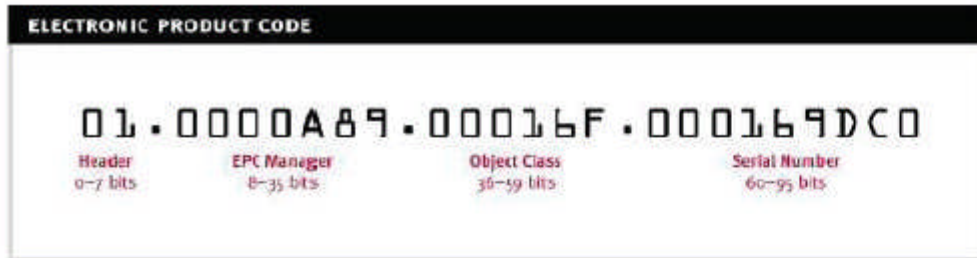 ELECTRONIC PRODUCT CODE
01.0000A89.00016F.000169DC0
Header EPC Manager Object Class Serial Number
0–7 bits 8–35 bits 36–59 bits 60–95 bits